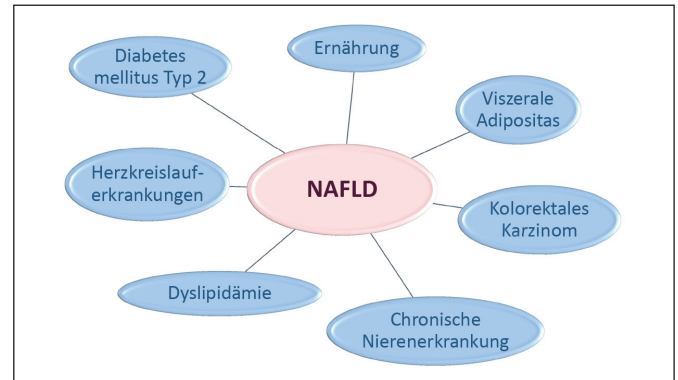 Ernährung
Diabetes
mellitus Typ 2
Viszerale
Adipositas
Herzkreislauf-
erkrankungen
NAFLD
Kolorektales
Karzinom
Dyslipidämie
Chronische
Nierenerkrankung